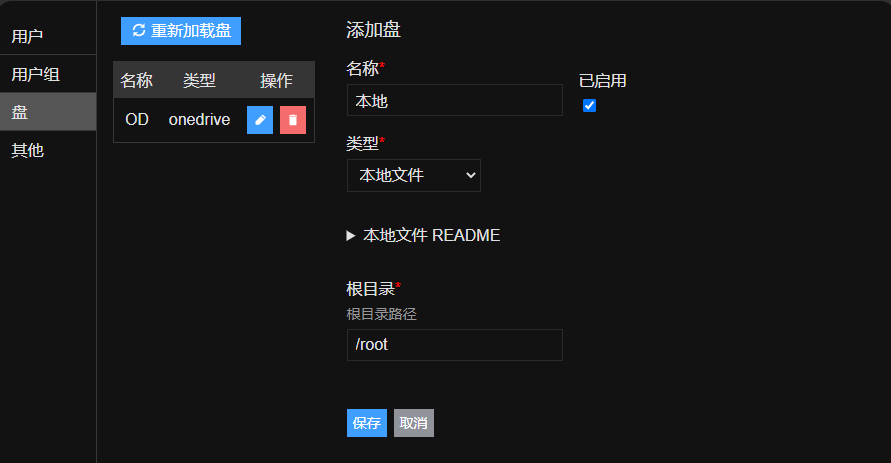 用户
用户组
盘
其他
重新加载盘
名称 类型 操作
OD onedrive
添加盘
名称*
本地
已启用
类型*
本地文件
本地文件 README
根目录*
根目录路径
/root
保存 取消